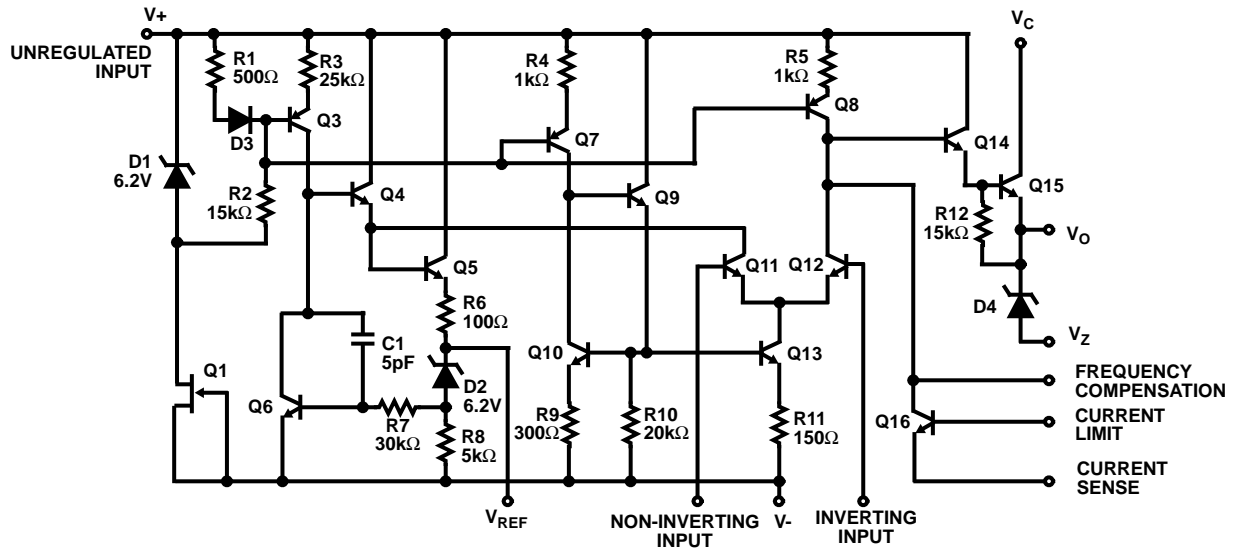 V+
UNREGULATED
INPUT
R1
500Ω
R3
25kΩ
R4
1kΩ
R5
1kΩ
VC
D3
Q3
Q7
Q8
Q14
D1
6.2V
R2
15kΩ
Q4
Q9
Q15
R12
15kΩ
VO
Q5
Q11
Q12
R6
100Ω
D4
C1
5pF
Q10
Q13
VZ
Q1
D2
6.2V
FREQUENCY
COMPENSATION
Q6
R7
30kΩ
R8
5kΩ
R9
300Ω
R10
20kΩ
R11
150Ω
Q16
CURRENT
LIMIT
CURRENT
SENSE
VREF
NON-INVERTING
INPUT
V-
INVERTING
INPUT